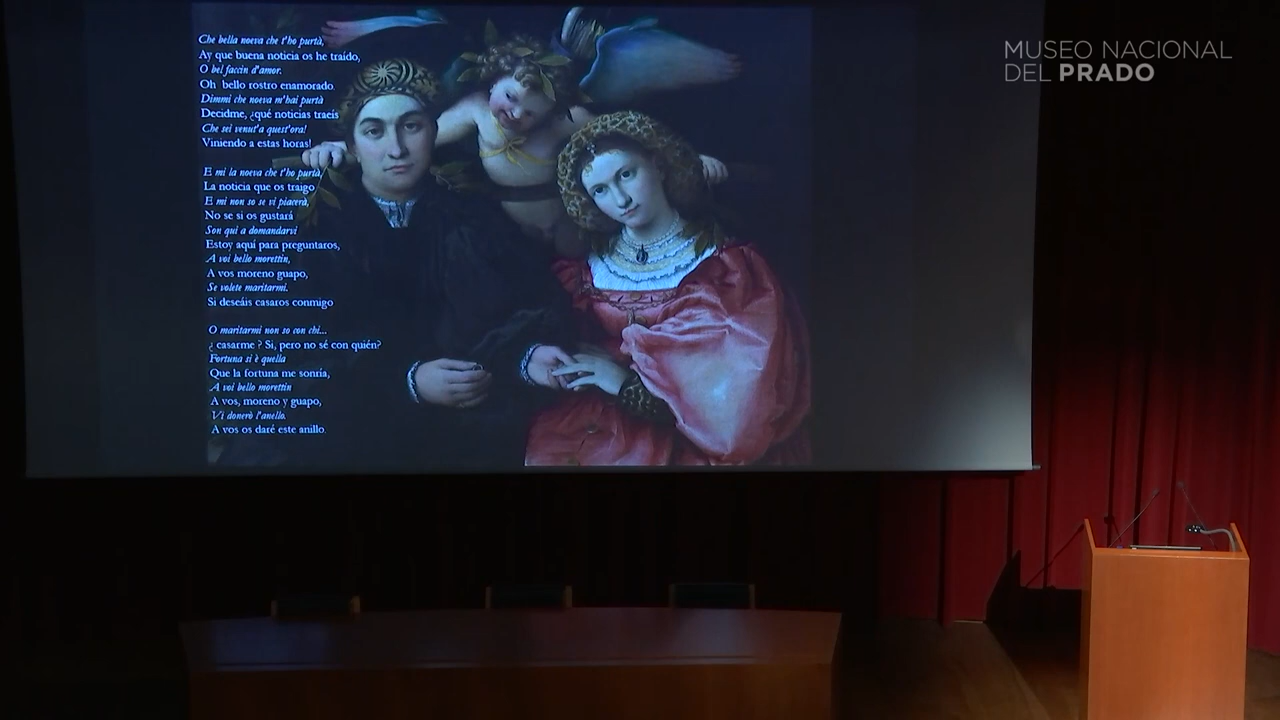 MUSEO NACIONAL
DEL PRADO
Che bella noeva che t'ho purtà,
Ay que buena noticia os he traído,
O bel faccin d'amor.
Oh bello rostro enamorado.
Dimmi che noeva m'hai purtà
Decidme, ¿qué noticias traeís
Che sei venut'a quest'ora!
Viniendo a estas horas!
E mi la noeva che t'ho purtà,
La noticia que os traigo
E mi non so se vi piacerà,
No se si os gustará
Son quì a domandarvi
Estoy aquí para preguntaros,
A voi bello morettin,
A vos moreno guapo,
Se volete maritarmi.
Si deseáis casaros conmigo
O maritarmi non so con chi...
¿ casarme ? Si, pero no sé con quién?
Fortuna si è quella
Que la fortuna me sonría,
A voi bello morettin
A vos, moreno y guapo,
Vi donerò l'anello.
A vos os daré este anillo.